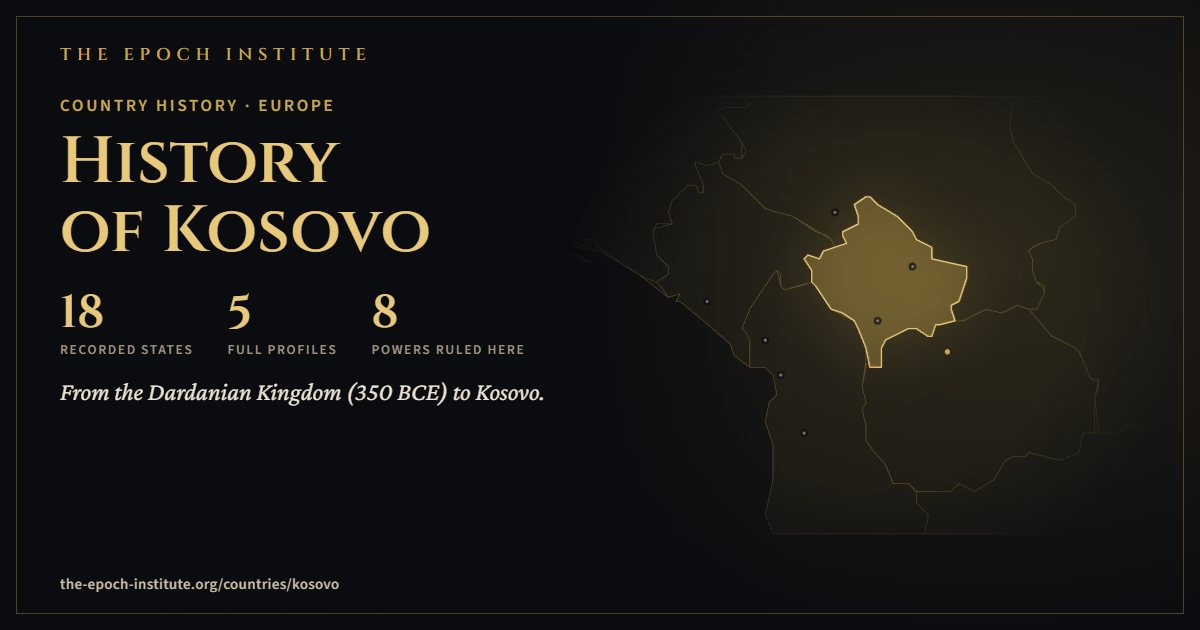 THE EPOCH INSTITUTE
COUNTRY HISTORY · EUROPE
History
of Kosovo
18 5 8
RECORDED STATES FULL PROFILES POWERS RULED HERE
From the Dardanian Kingdom (350 BCE) to Kosovo.
the-epoch-institute.org/countries/kosovo